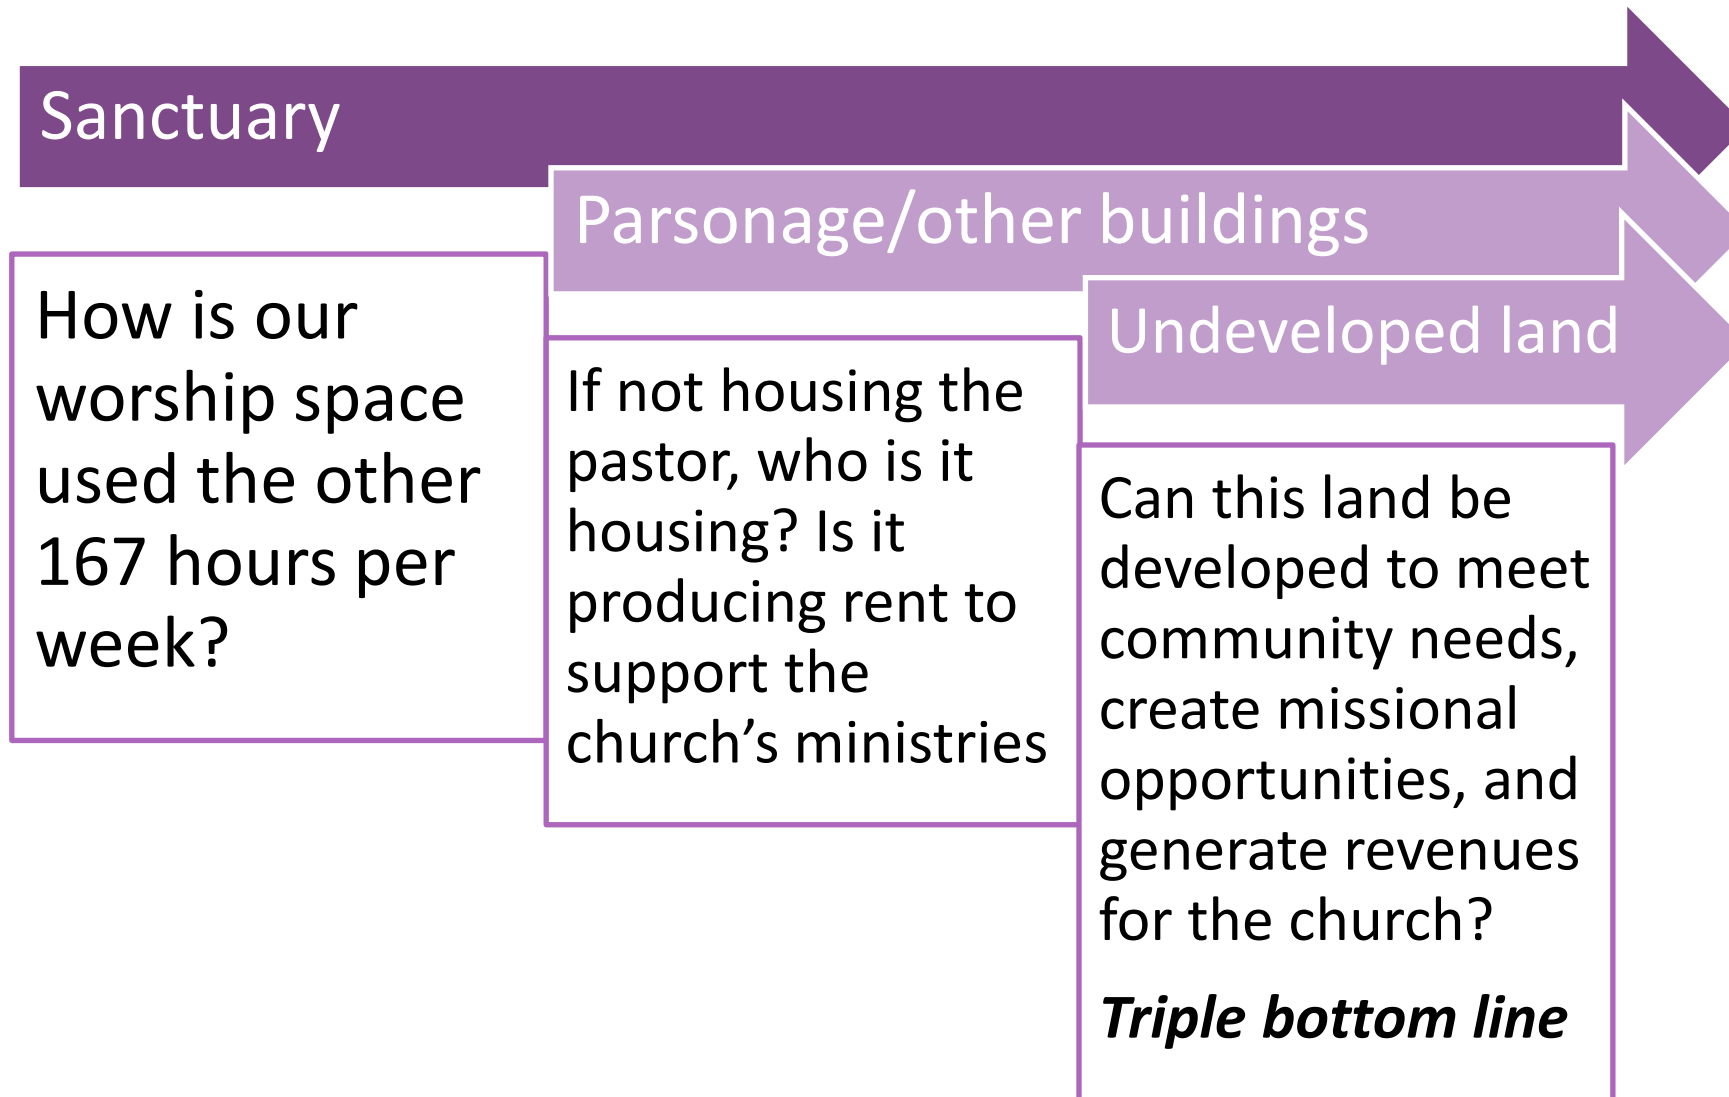 Sanctuary
How is our
worship space
used the other
167 hours per
week?
Parsonage/other buildings
If not housing the
pastor, who is it
housing? Is it
producing rent to
support the
church’s ministries
Undeveloped land
Can this land be
developed to meet
community needs,
create missional
opportunities, and
generate revenues
for the church?
Triple bottom line